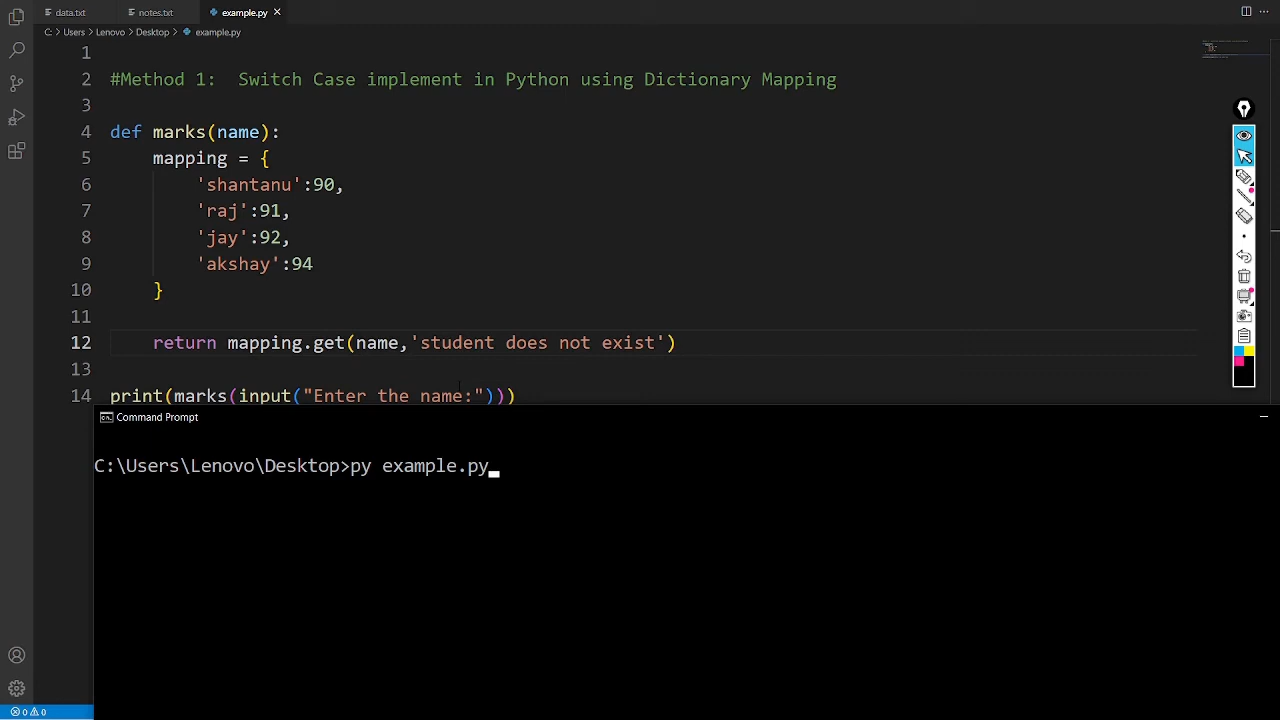 data.txt notes.txt example.py
C: > Users > Lenovo > Desktop > example.py
1
2 #Method 1:  Switch Case implement in Python using Dictionary Mapping
3
4 def marks(name):
5     mapping = {
6         'shantanu':90,
7         'raj':91,
8         'jay':92,
9         'akshay':94
10     }
11
12     return mapping.get(name,'student does not exist')
13
14 print(marks(input("Enter the name:")))
Command Prompt
C:\Users\Lenovo\Desktop>py example.py
0 0